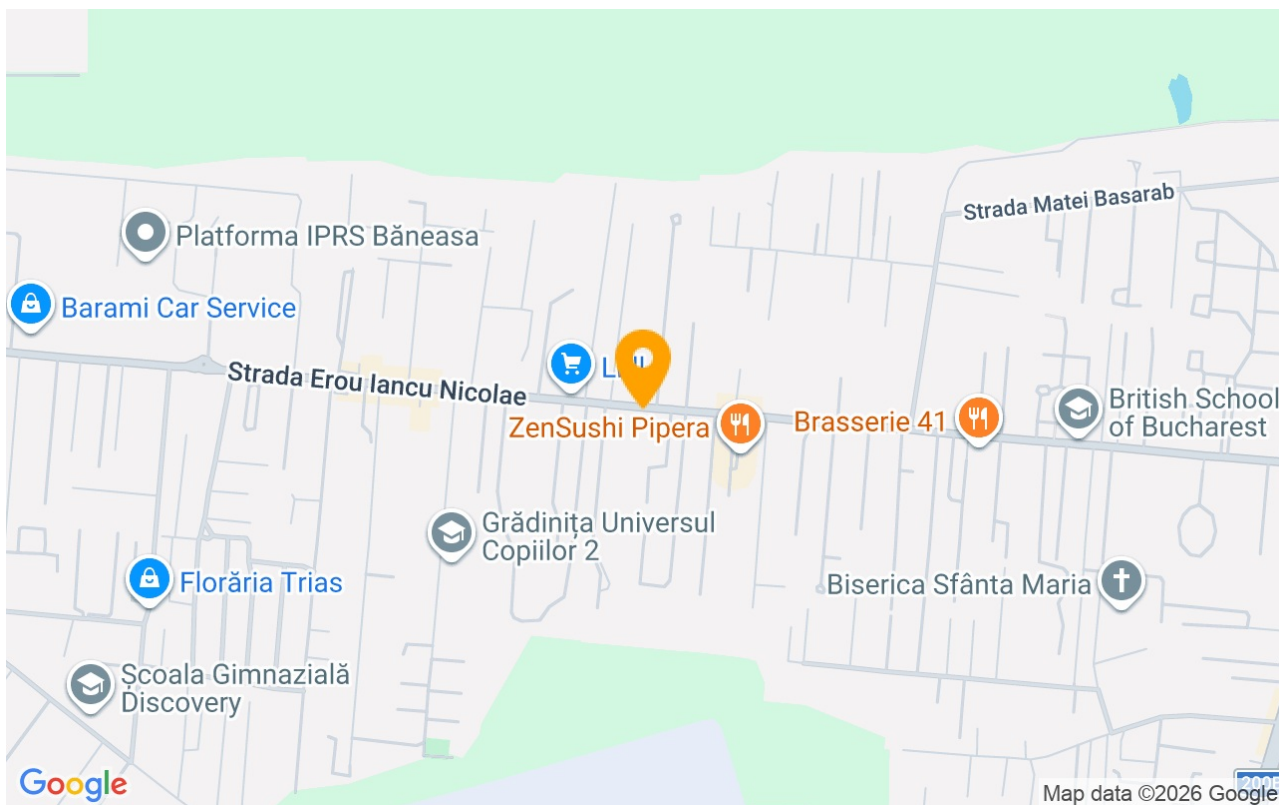 Strada Matei Basarab
Platforma IPRS Băneasa
Barami Car Service
Strada Erou Iancu Nicolae
ZenSushi Pipera
Brasserie 41
British School
of Bucharest
Grădinița Universul
Copiilor 2
Florăria Trias
Biserica Sfânta Maria
Școala Gimnazială
Discovery
Google
Map data ©2026 Google